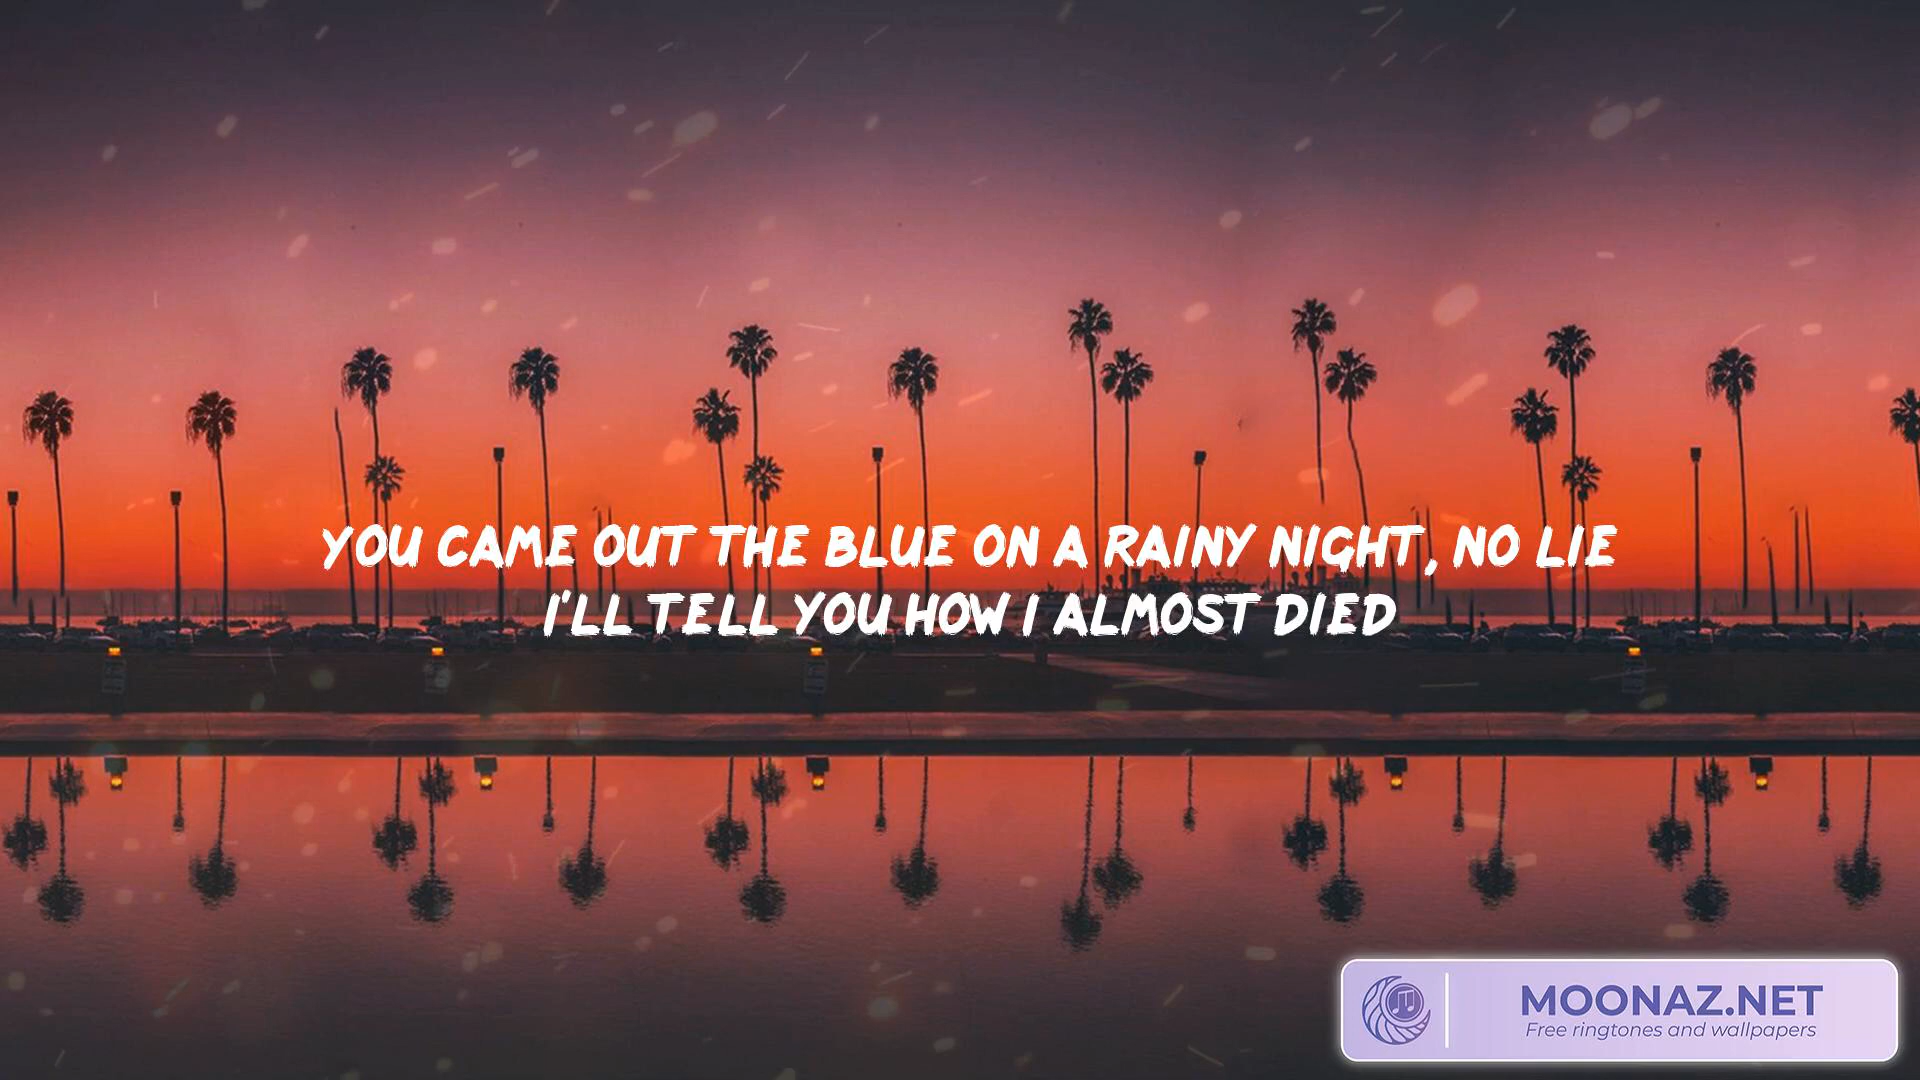 YOU CAME OUT THE BLUE ON A RAINY NIGHT, NO LIE
I'LL TELL YOU HOW I ALMOST DIED
MOONAZ.NET
Free ringtones and wallpapers